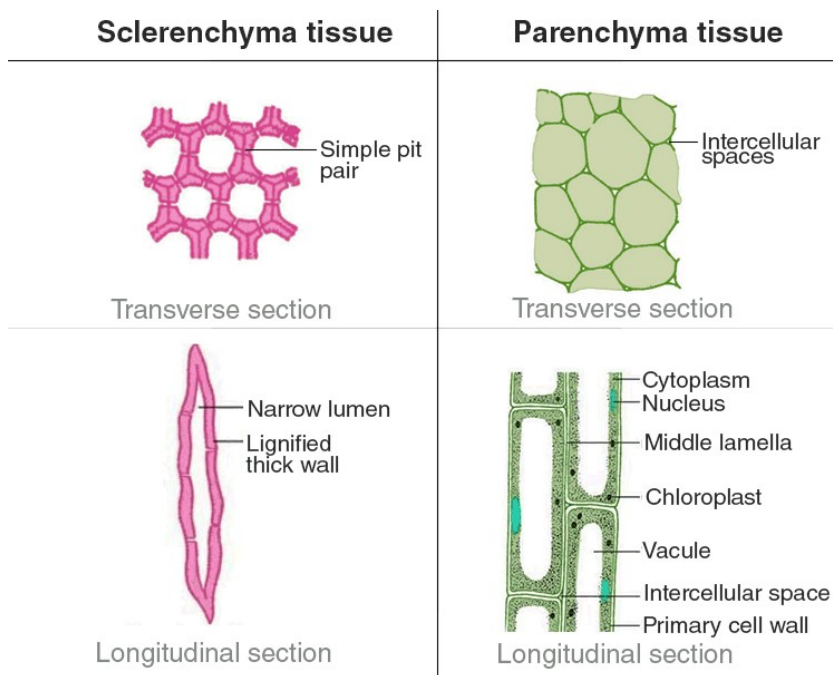 Sclerenchyma tissue
Parenchyma tissue
Simple pit
pair
Transverse section
Intercellular
spaces
Transverse section
Narrow lumen
Lignified
thick wall
Longitudinal section
Cytoplasm
Nucleus
Middle lamella
Chloroplast
Vacule
Intercellular space
Primary cell wall
Longitudinal section